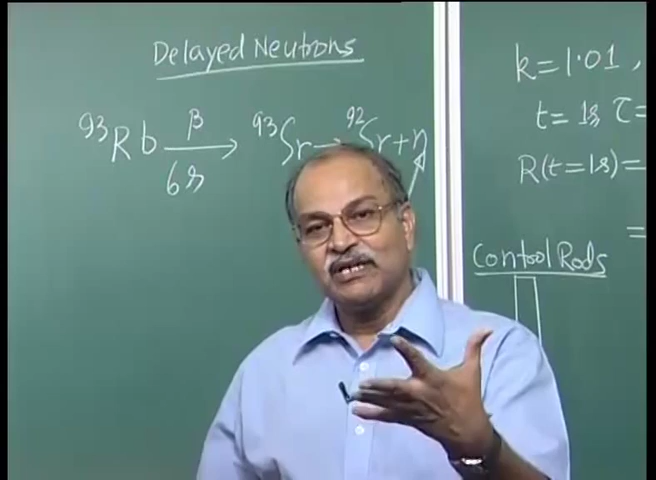 Delayed Neutrons
⁹³Rb β→ ⁹³Sr → ⁹²Sr + n
6s
k = 1.01,
t = 1s τ =
R(t = 1s) =
=
Control Rods